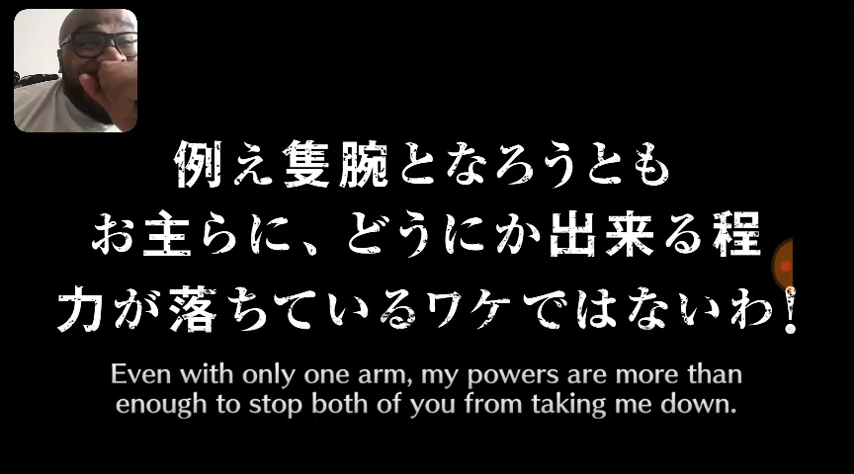 例え隻腕となろうとも
お主らに、どうにか出来る程
力が落ちているワケではないわ!
Even with only one arm, my powers are more than
enough to stop both of you from taking me down.